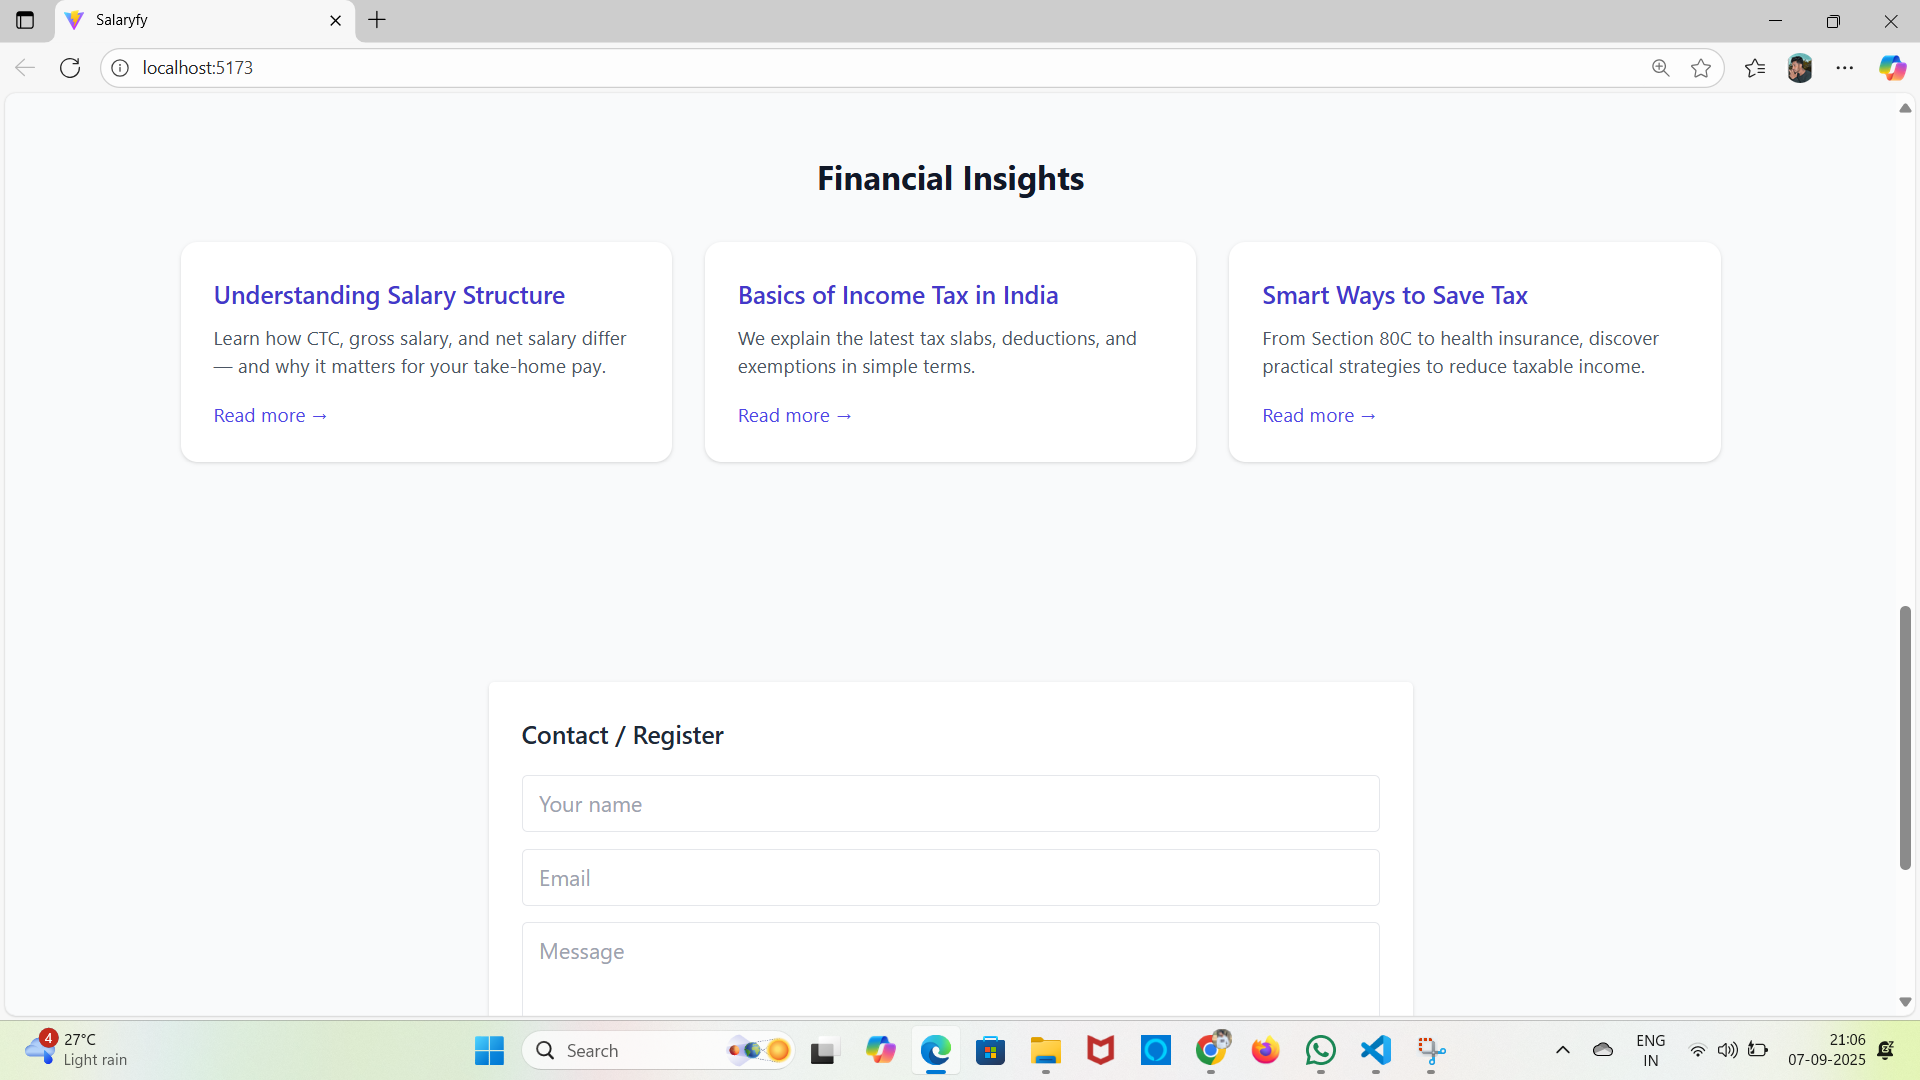 Salaryfy
localhost:5173
Financial Insights
Understanding Salary Structure
Learn how CTC, gross salary, and net salary differ
— and why it matters for your take-home pay.
Read more →
Basics of Income Tax in India
We explain the latest tax slabs, deductions, and
exemptions in simple terms.
Read more →
Smart Ways to Save Tax
From Section 80C to health insurance, discover
practical strategies to reduce taxable income.
Read more →
Contact / Register
Your name
Email
Message
4
27°C
Light rain
Search
ENG
IN
21:06
07-09-2025